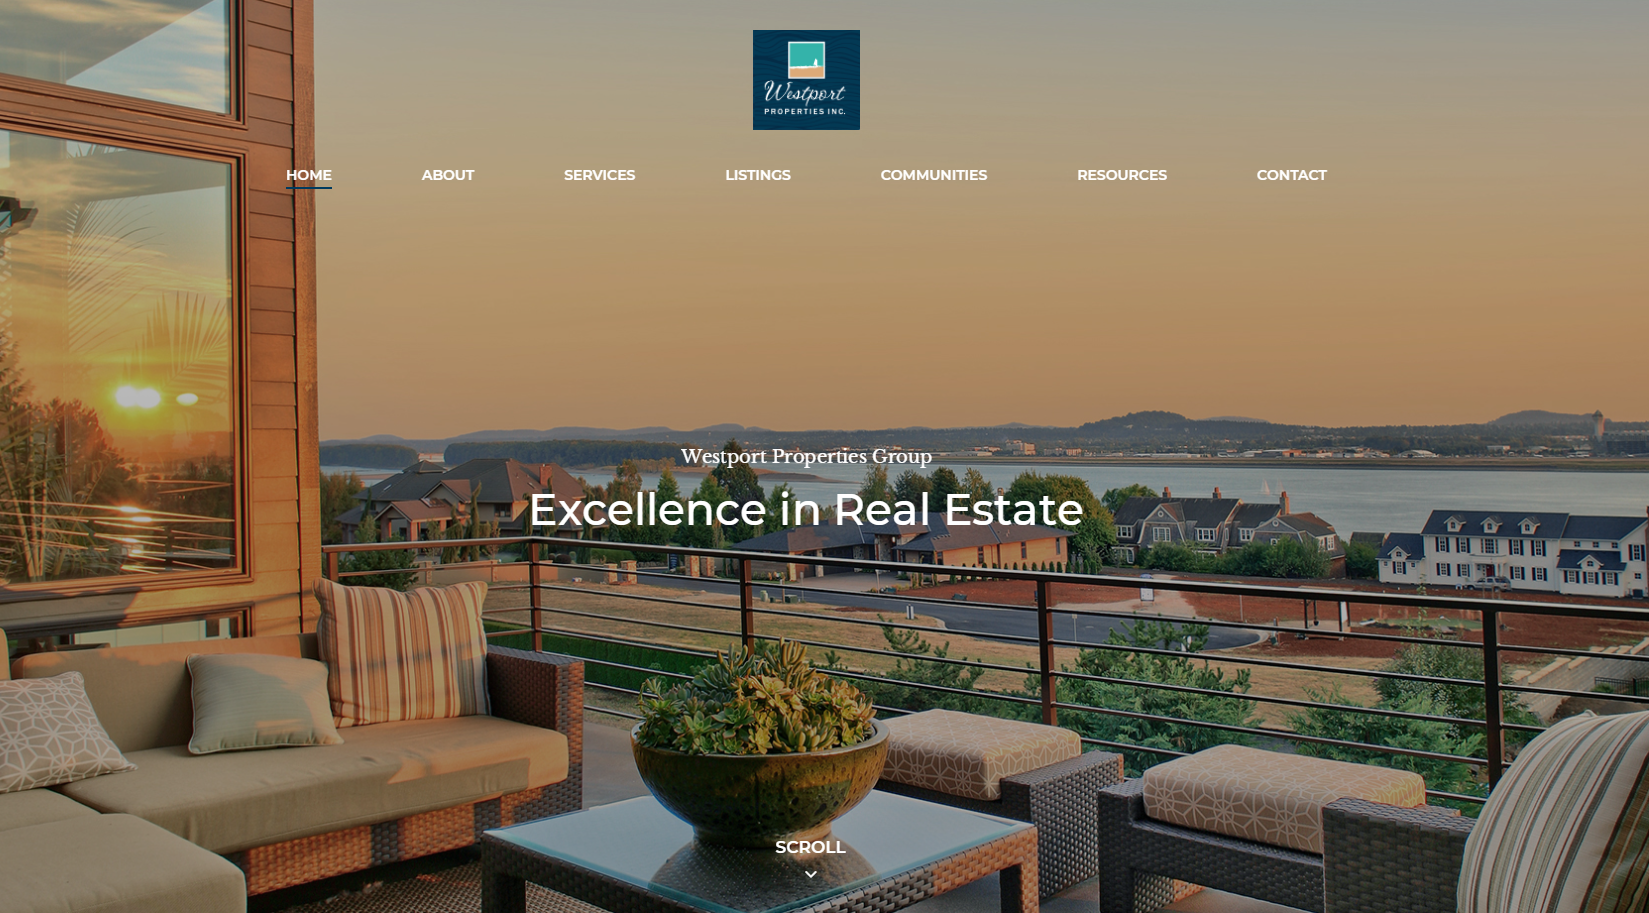 Westport
PROPERTIES INC.
HOME ABOUT SERVICES LISTINGS COMMUNITIES RESOURCES CONTACT
Westport Properties Group
Excellence in Real Estate
SCROLL